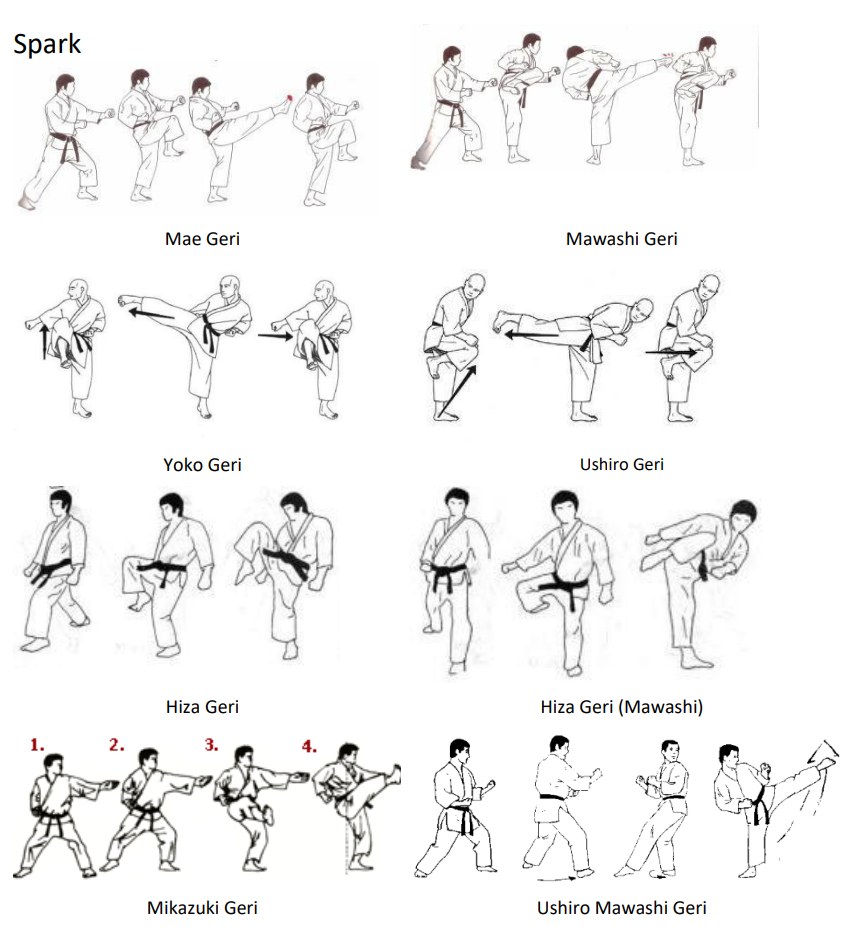 Spark
Mae Geri
Mawashi Geri
Yoko Geri
Ushiro Geri
Hiza Geri
Hiza Geri (Mawashi)
1.
2.
3.
4.
Mikazuki Geri
Ushiro Mawashi Geri